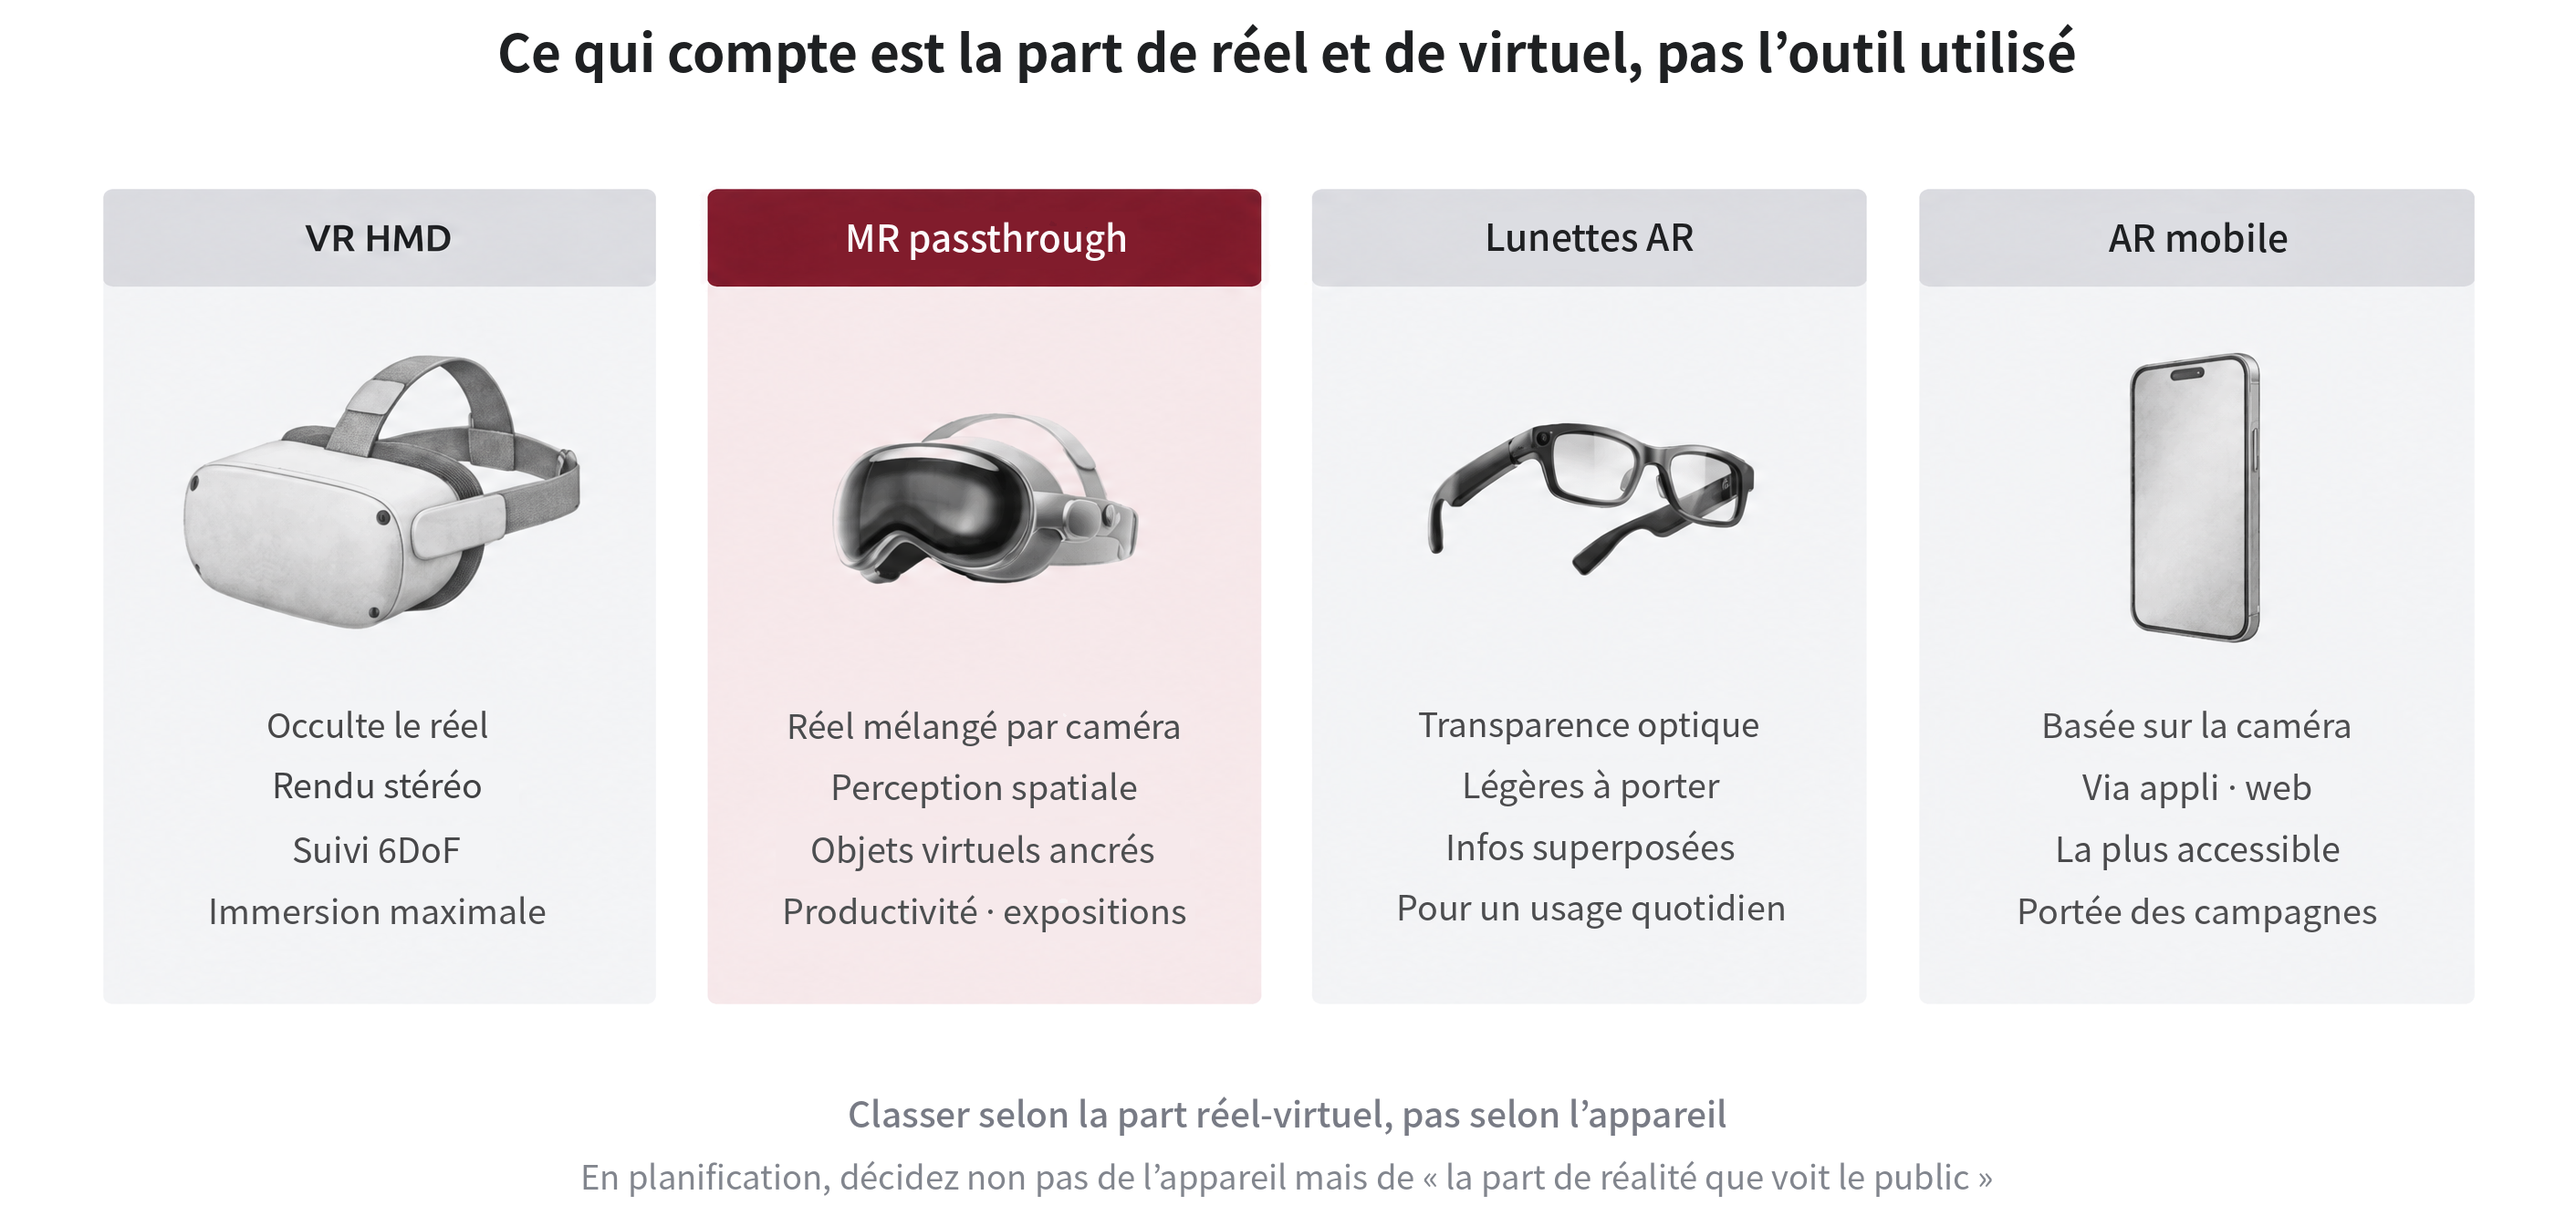 Ce qui compte est la part de réel et de virtuel, pas l’outil utilisé
VR HMD
Occulte le réel
Rendu stéréo
Suivi 6DoF
Immersion maximale
MR passthrough
Réel mélangé par caméra
Perception spatiale
Objets virtuels ancrés
Productivité · expositions
Lunettes AR
Transparence optique
Légères à porter
Infos superposées
Pour un usage quotidien
AR mobile
Basée sur la caméra
Via appli · web
La plus accessible
Portée des campagnes
Classer selon la part réel-virtuel, pas selon l’appareil
En planification, décidez non pas de l’appareil mais de « la part de réalité que voit le public »